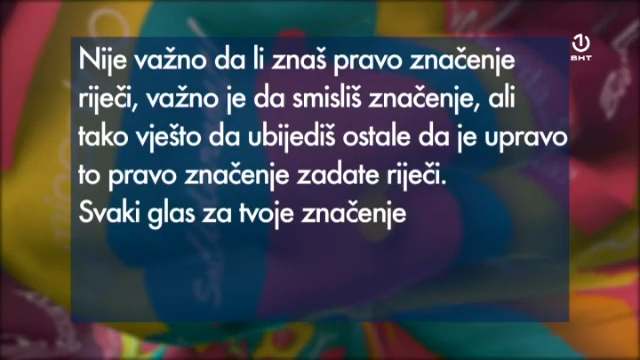 Nije važno da li znaš pravo značenje
riječi, važno je da smisliš značenje, ali
tako vješto da ubijediš ostale da je upravo
to pravo značenje zadate riječi.
Svaki glas za tvoje značenje
1
BHT